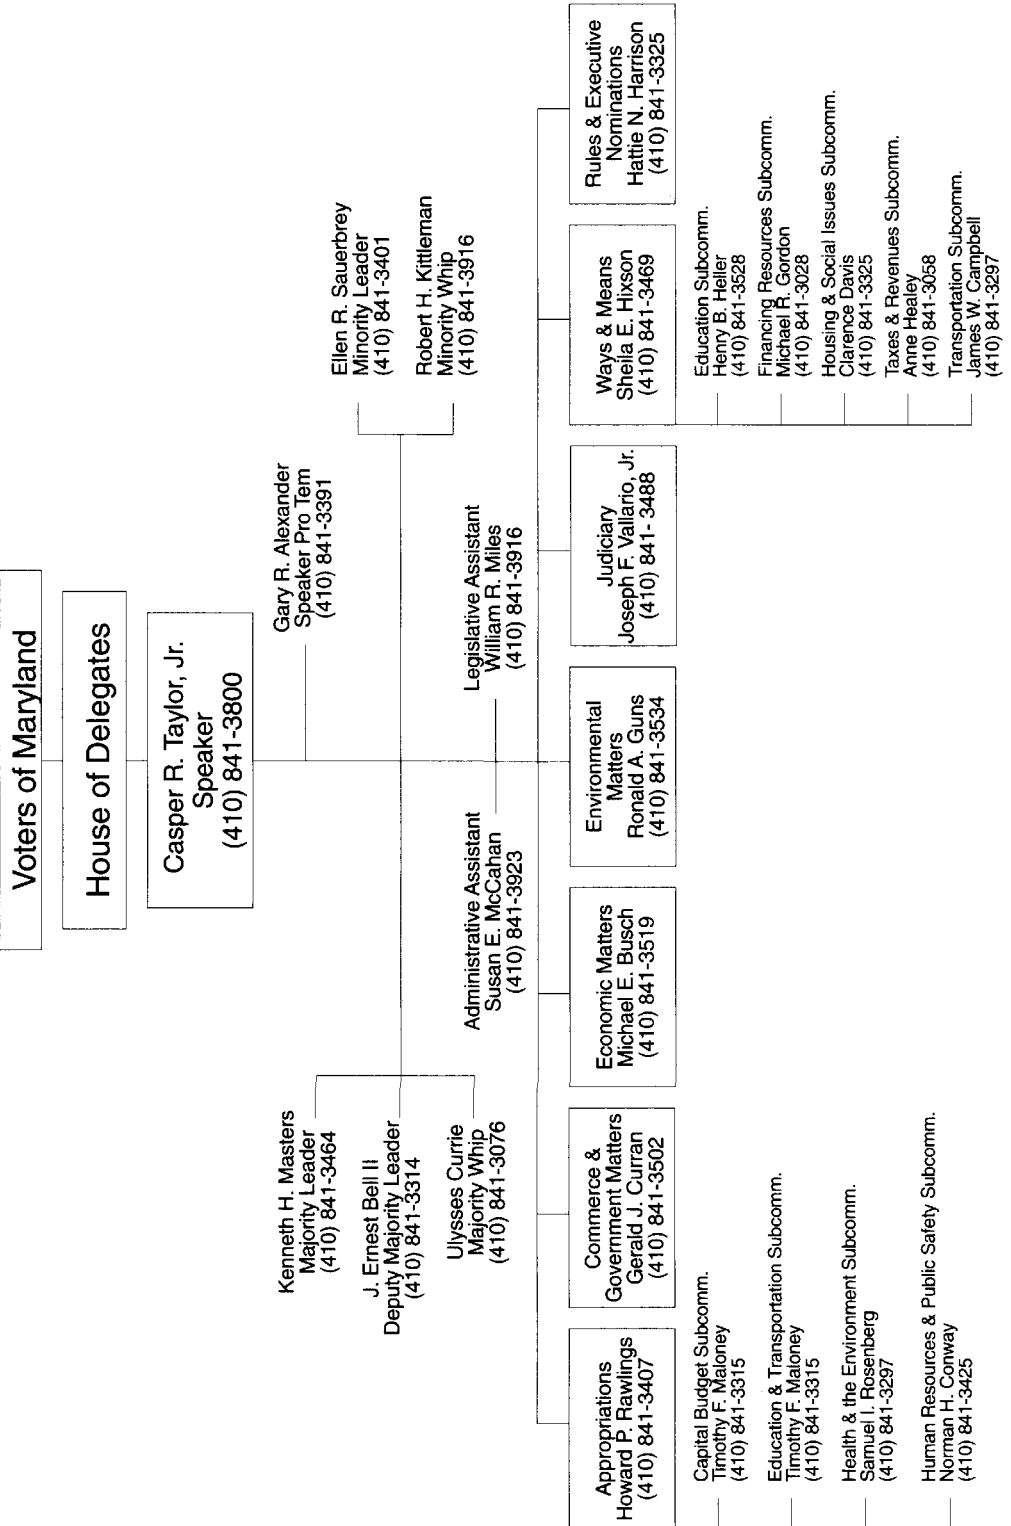 Voters of Maryland
House of Delegates
Casper R. Taylor, Jr.
Speaker
(410) 841-3800
Gary R. Alexander
Speaker Pro Tem
(410) 841-3391
Kenneth H. Masters
Majority Leader
(410) 841-3464
J. Ernest Bell II
Deputy Majority Leader
(410) 841-3314
Ulysses Currie
Majority Whip
(410) 841-3076
Ellen R. Sauerbrey
Minority Leader
(410) 841-3401
Robert H. Kittleman
Minority Whip
(410) 841-3916
Administrative Assistant
Susan E. McCahan
(410) 841-3923
Legislative Assistant
William R. Miles
(410) 841-3916
Appropriations
Howard P. Rawlings
(410) 841-3407
Capital Budget Subcomm.
Timothy F. Maloney
(410) 841-3315
Education & Transportation Subcomm.
Timothy F. Maloney
(410) 841-3315
Health & the Environment Subcomm.
Samuel I. Rosenberg
(410) 841-3297
Human Resources & Public Safety Subcomm.
Norman H. Conway
(410) 841-3425
Commerce &
Government Matters
Gerald J. Curran
(410) 841-3502
Economic Matters
Michael E. Busch
(410) 841-3519
Environmental
Matters
Ronald A. Guns
(410) 841-3534
Judiciary
Joseph F. Vallario, Jr.
(410) 841- 3488
Ways & Means
Sheila E. Hixson
(410) 841-3469
Education Subcomm.
Henry B. Heller
(410) 841-3528
Financing Resources Subcomm.
Michael R. Gordon
(410) 841-3028
Housing & Social Issues Subcomm.
Clarence Davis
(410) 841-3325
Taxes & Revenues Subcomm.
Anne Healey
(410) 841-3058
Transportation Subcomm.
James W. Campbell
(410) 841-3297
Rules & Executive
Nominations
Hattie N. Harrison
(410) 841-3325